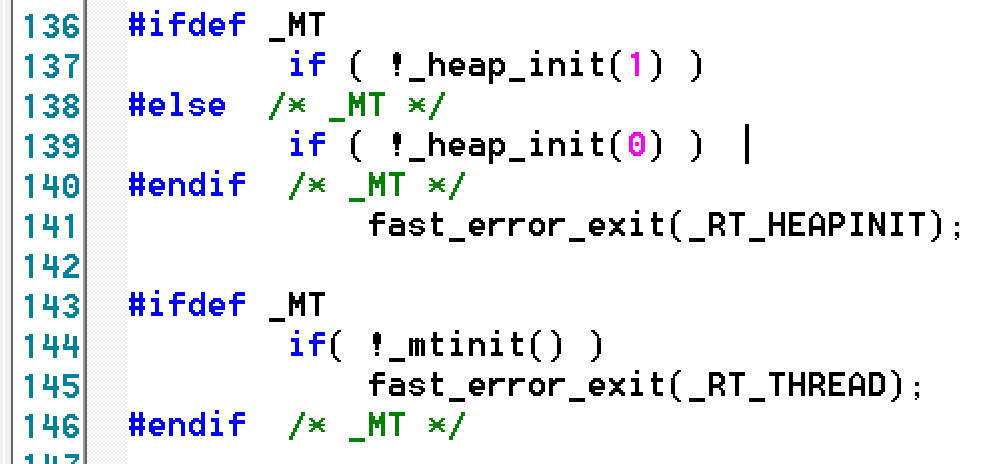 136 #ifdef _MT
137 if ( !_heap_init(1) )
138 #else /* _MT */
139 if ( !_heap_init(0) )
140 #endif /* _MT */
141 fast_error_exit(_RT_HEAPINIT);
142
143 #ifdef _MT
144 if( !_mtinit() )
145 fast_error_exit(_RT_THREAD);
146 #endif /* _MT */
147